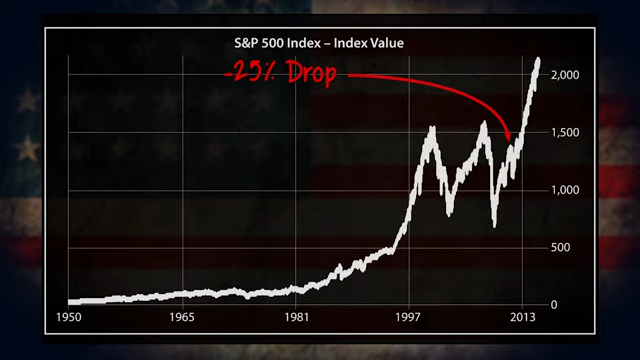 S&P 500 Index – Index Value
-25% Drop
2,000
1,500
1,000
500
0
1950 1965 1981 1997 2013